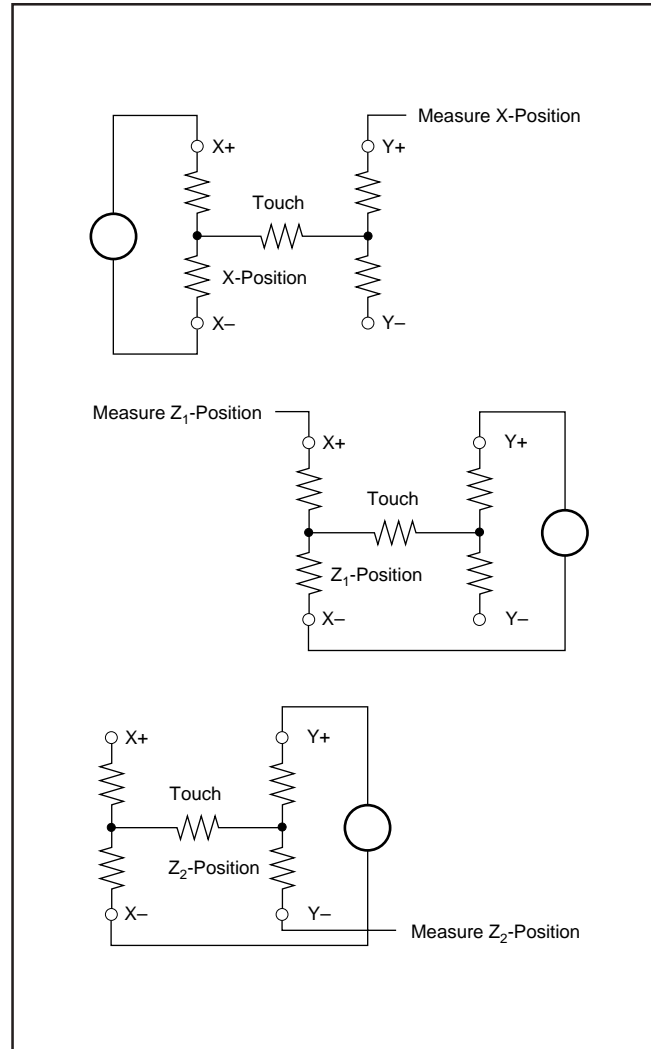 Measure X-Position
X+ Y+
Touch
X-Position
X– Y–
Measure Z₁-Position
X+ Y+
Touch
Z₁-Position
X– Y–
X+ Y+
Touch
Z₂-Position
X– Y–
Measure Z₂-Position